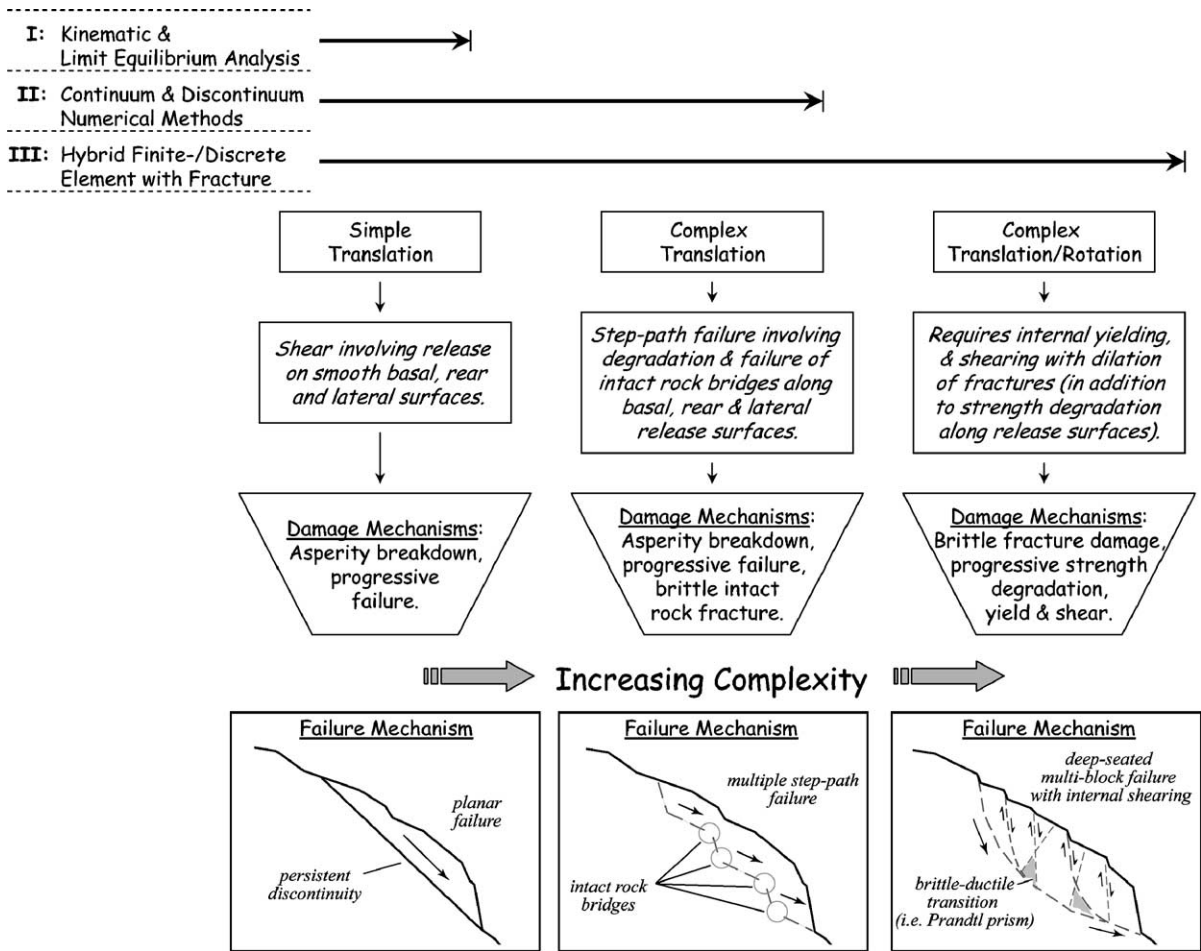 I: Kinematic &
Limit Equilibrium Analysis
II: Continuum & Discontinuum
Numerical Methods
III: Hybrid Finite-/Discrete
Element with Fracture
Simple
Translation
Shear involving release
on smooth basal, rear
and lateral surfaces.
Damage Mechanisms:
Asperity breakdown,
progressive
failure.
Complex
Translation
Step-path failure involving
degradation & failure of
intact rock bridges along
basal, rear & lateral
release surfaces.
Damage Mechanisms:
Asperity breakdown,
progressive failure,
brittle intact
rock fracture.
Complex
Translation/Rotation
Requires internal yielding,
& shearing with dilation
of fractures (in addition
to strength degradation
along release surfaces).
Damage Mechanisms:
Brittle fracture damage,
progressive strength
degradation,
yield & shear.
Increasing Complexity
Failure Mechanism
planar
failure
persistent
discontinuity
Failure Mechanism
multiple step-path
failure
intact rock
bridges
Failure Mechanism
deep-seated
multi-block failure
with internal shearing
brittle-ductile
transition
(i.e. Prandtl prism)